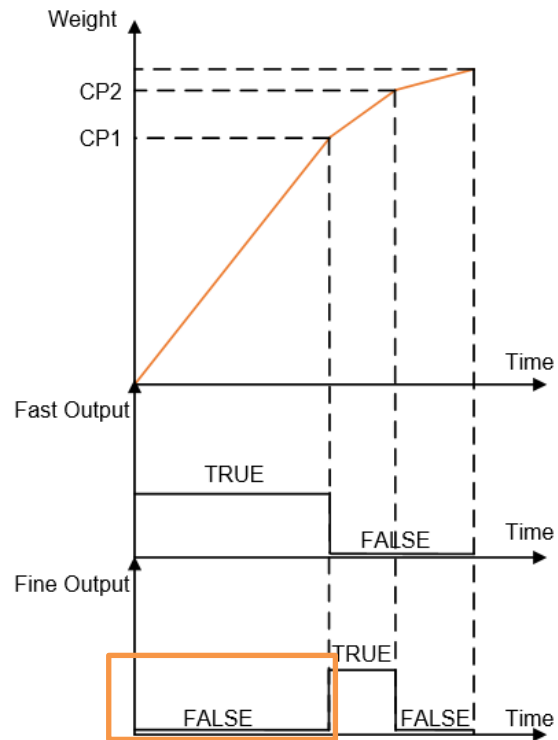 Weight
CP2
CP1
Time
Fast Output
TRUE
FALSE
Time
Fine Output
TRUE
FALSE
FALSE
Time